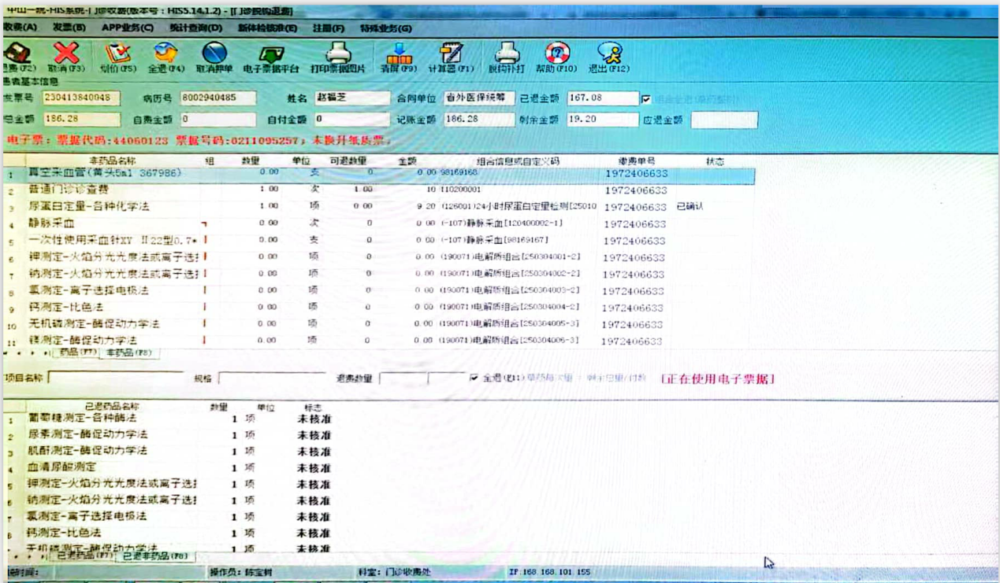 中山一院-HIS系统-门诊收费(版本号：HIS5.14.1.2) - [门诊脱钩退费]
收费(A) 发票(B) APP业务(C) 统计查询(D) 新体检核准(E) 注册(F) 特殊业务(G)
退费(F2) 取消(F3) 划价(F5) 全退(F4) 取消押单 电子票据平台 打印票据图片 清屏(F9) 计算器(F1) 脱钩补打 帮助(F10) 退出(F12)
患者基本信息
发票号 230413840948 病历号 8002940485 姓名 赵福芝 合同单位 省外医保统筹 已退金额 167.08
总金额 186.28 自费金额 0 自付金额 0 记账金额 186.28 剩余金额 19.20 应退金额
电子票：票据代码:44060123 票据号码:0211095257；未换开纸质票。
非药品名称 组 数量 单位 可退数量 金额 组合信息或自定义码 缴费单号 状态
1 真空采血管(黄头5ml 367986) 0.00 支 0 0.00 98169168 1972406633
2 普通门诊诊查费 1.00 次 1.00 10 110200001 1972406633
3 尿蛋白定量-各种化学法 1.00 项 0.00 9.20 (126001)24小时尿蛋白定量检测[25010 1972406633 已确认
4 静脉采血 0.00 次 0 0.00 (-107)静脉采血[120400002-1] 1972406633
5 一次性使用采血针XY Ⅱ22型0.7* 0.00 支 0 0.00 (-107)静脉采血[98169167] 1972406633
6 钾测定-火焰分光光度法或离子选择 0.00 项 0 0.00 (190071)电解质组合[250304001-2] 1972406633
7 钠测定-火焰分光光度法或离子选择 0.00 项 0 0.00 (190071)电解质组合[250304002-2] 1972406633
8 氯测定-离子选择电极法 0.00 项 0 0.00 (190071)电解质组合[250304003-2] 1972406633
9 钙测定-比色法 0.00 项 0 0.00 (190071)电解质组合[250304004-2] 1972406633
10 无机磷测定-酶促动力学法 0.00 项 0 0.00 (190071)电解质组合[250304005-3] 1972406633
11 镁测定-酶促动力学法 0.00 项 0 0.00 (190071)电解质组合[250304006-3] 1972406633
药品(F7) 非药品(F8)
项目名称 规格 退费数量 全退(F11) [正在使用电子票据]
已退药品名称 数量 单位 标志
1 葡萄糖测定-各种酶法 1 项 未核准
2 尿素测定-酶促动力学法 1 项 未核准
3 肌酐测定-酶促动力学法 1 项 未核准
4 血清尿酸测定 1 项 未核准
5 钾测定-火焰分光光度法或离子选择 1 项 未核准
6 钠测定-火焰分光光度法或离子选择 1 项 未核准
7 氯测定-离子选择电极法 1 项 未核准
8 钙测定-比色法 1 项 未核准
无机磷测定-酶促动力学法 1 项 未核准
已退药品(F7) 已退非药品(F8)
操作员：陈宝树 科室：门诊收费处 IP:168.168.101.155